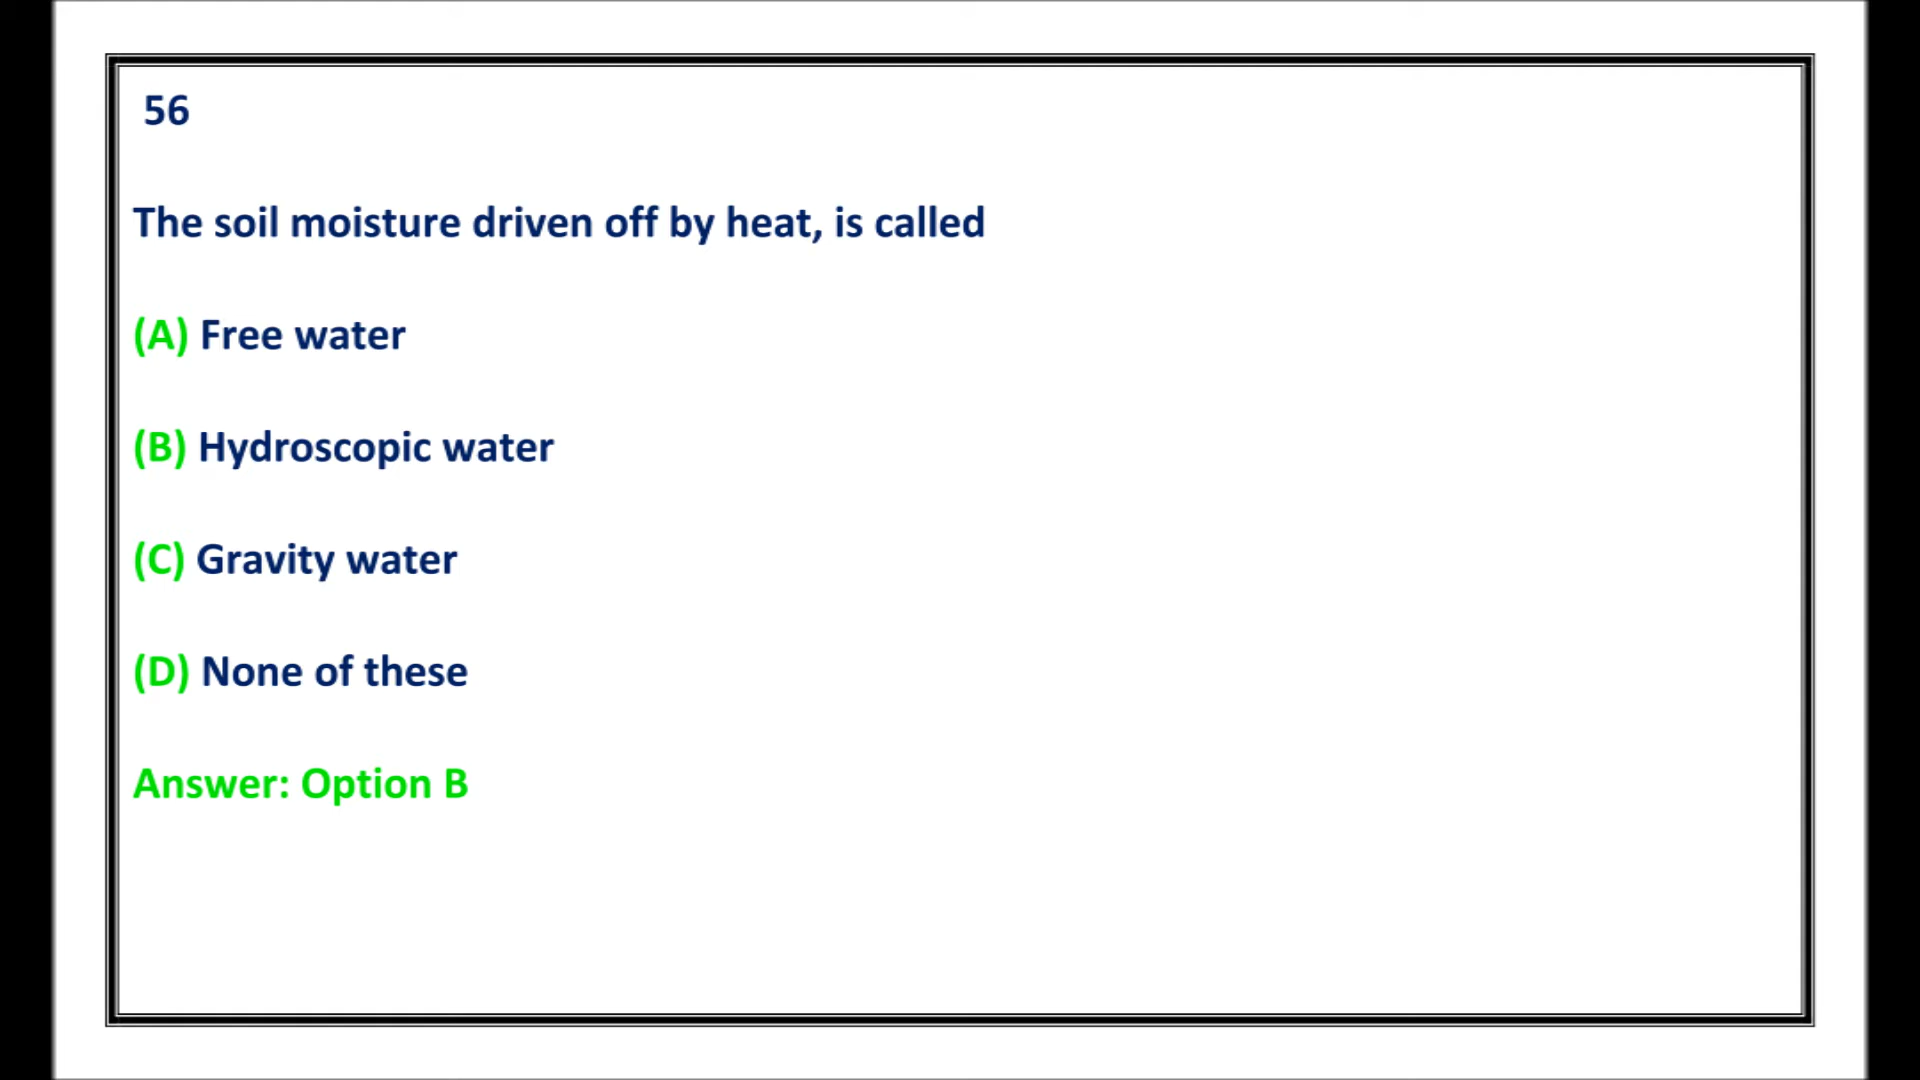 56
The soil moisture driven off by heat, is called
(A) Free water
(B) Hydroscopic water
(C) Gravity water
(D) None of these
Answer: Option B